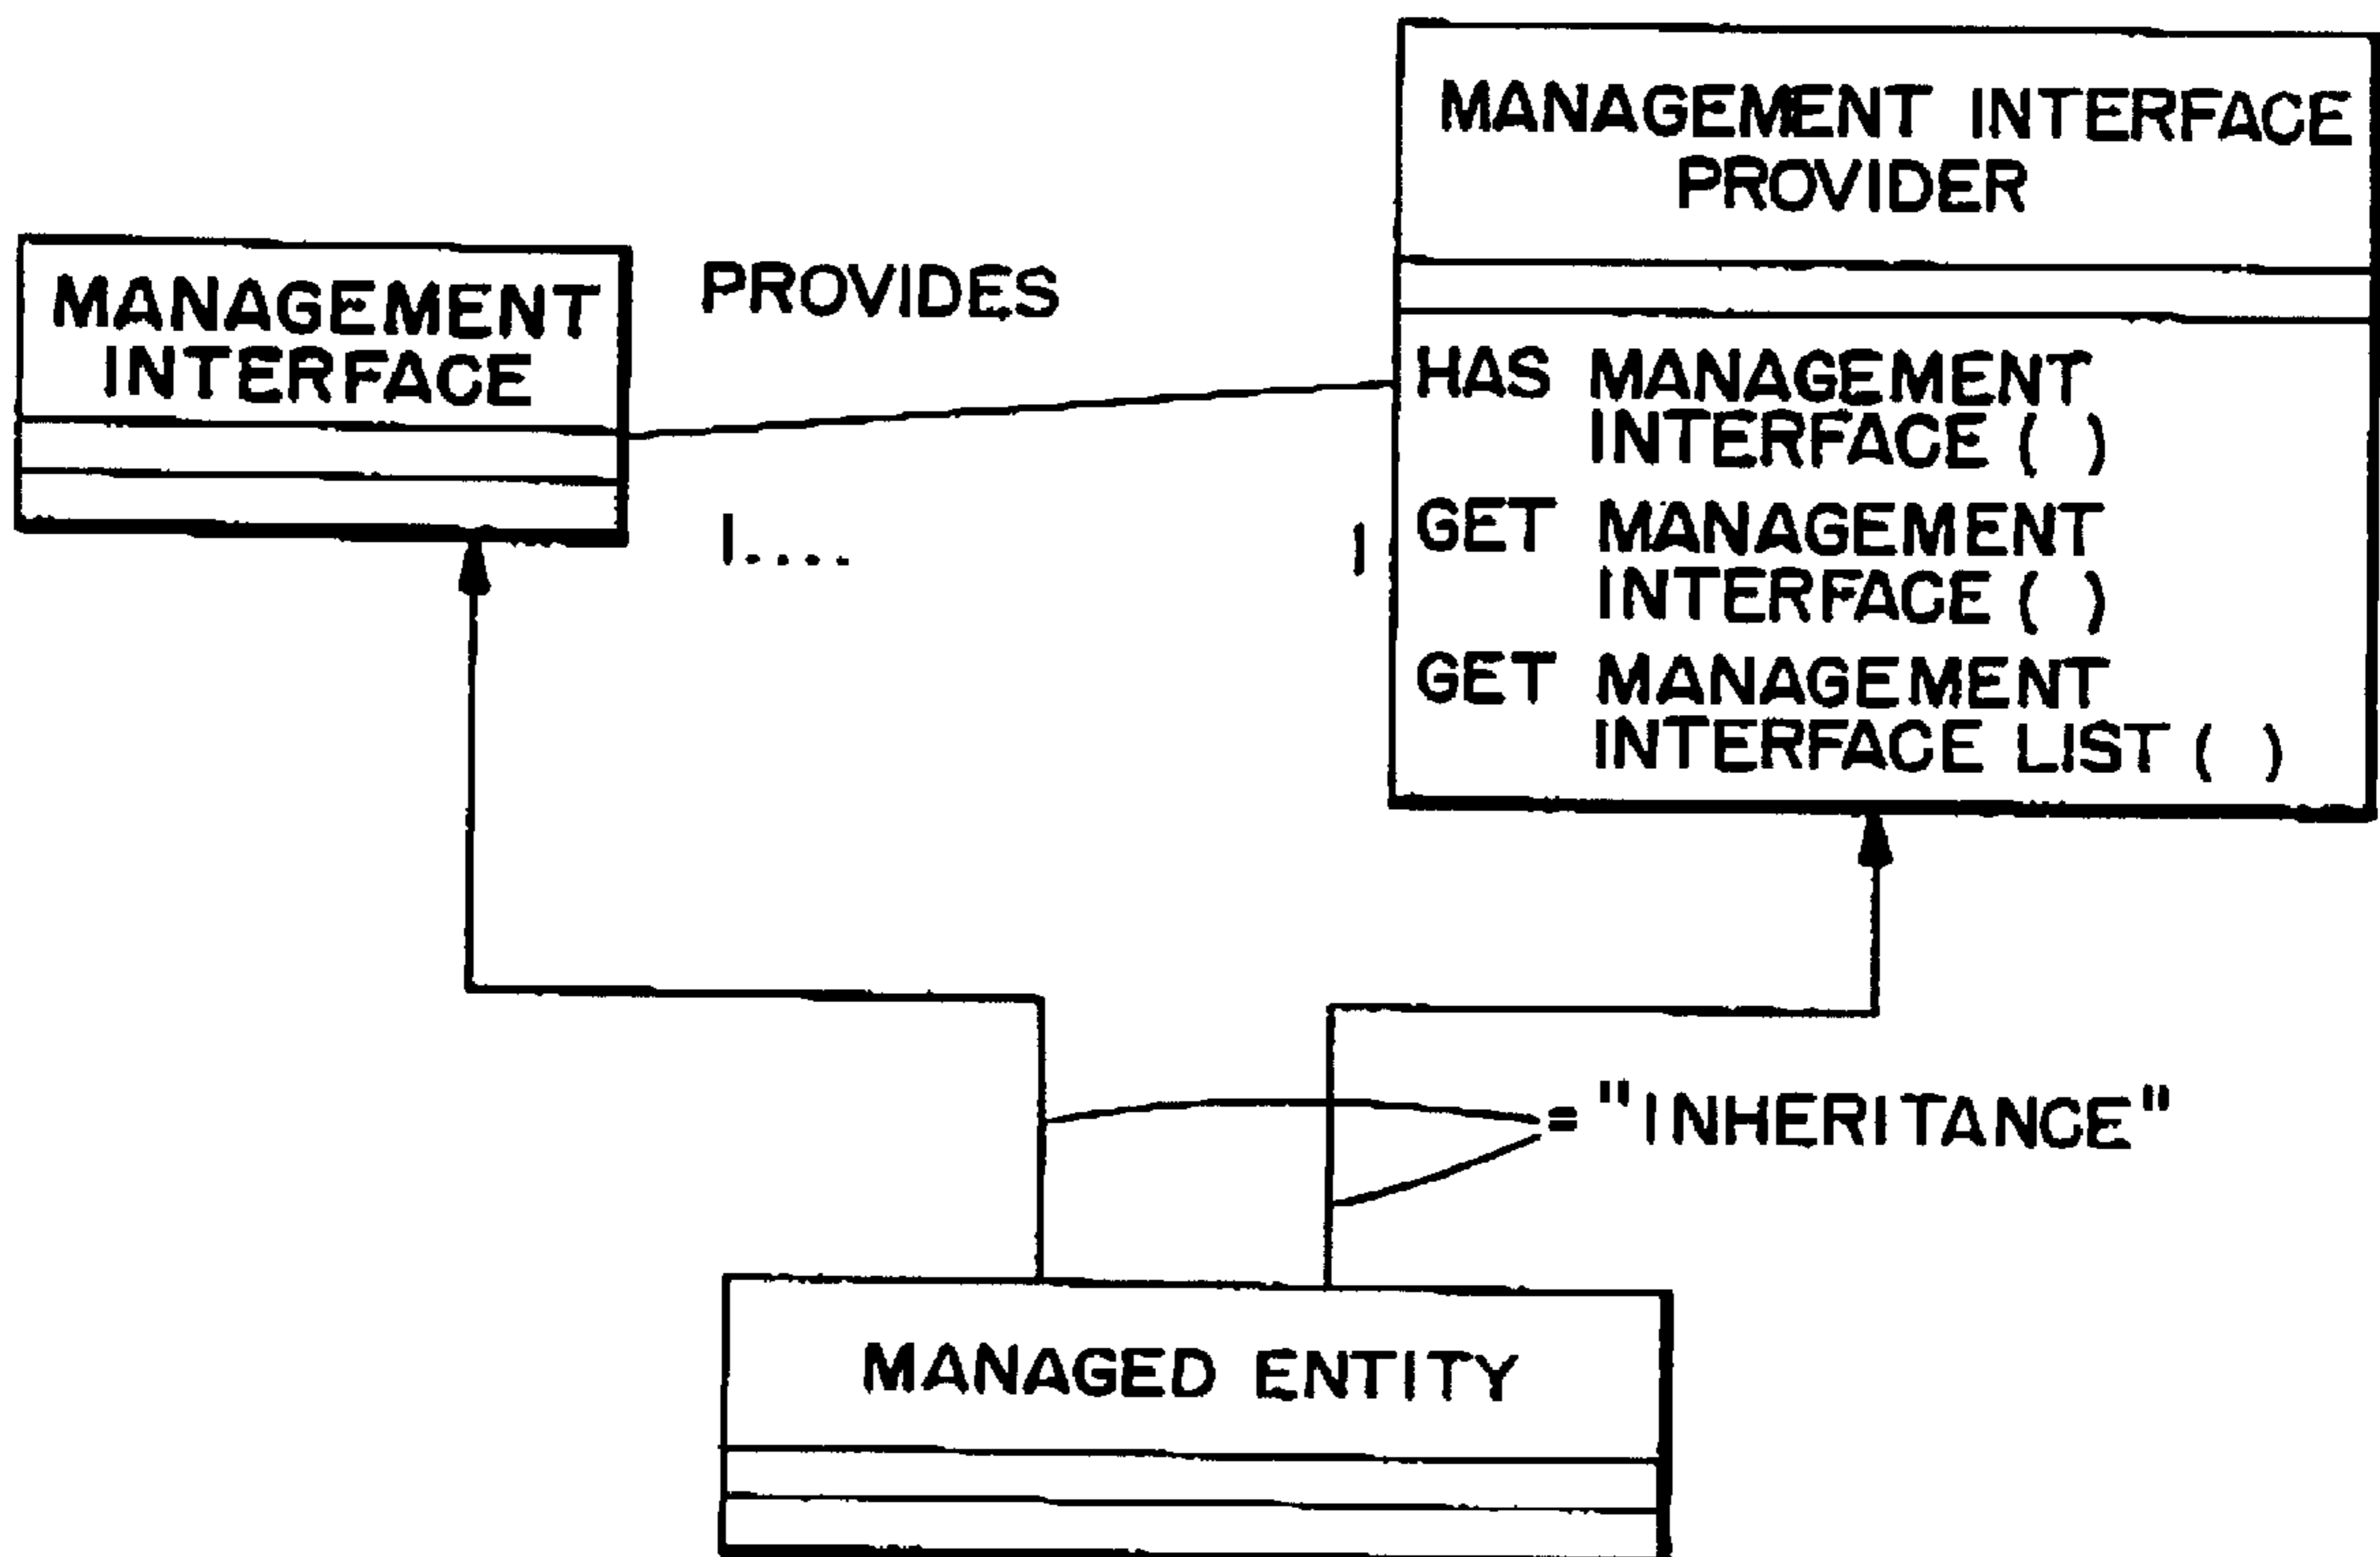 MANAGEMENT INTERFACE
PROVIDER
MANAGEMENT
INTERFACE
PROVIDES
HAS MANAGEMENT
INTERFACE ( )
GET MANAGEMENT
INTERFACE ( )
GET MANAGEMENT
INTERFACE LIST ( )
1....
1
= "INHERITANCE"
MANAGED ENTITY